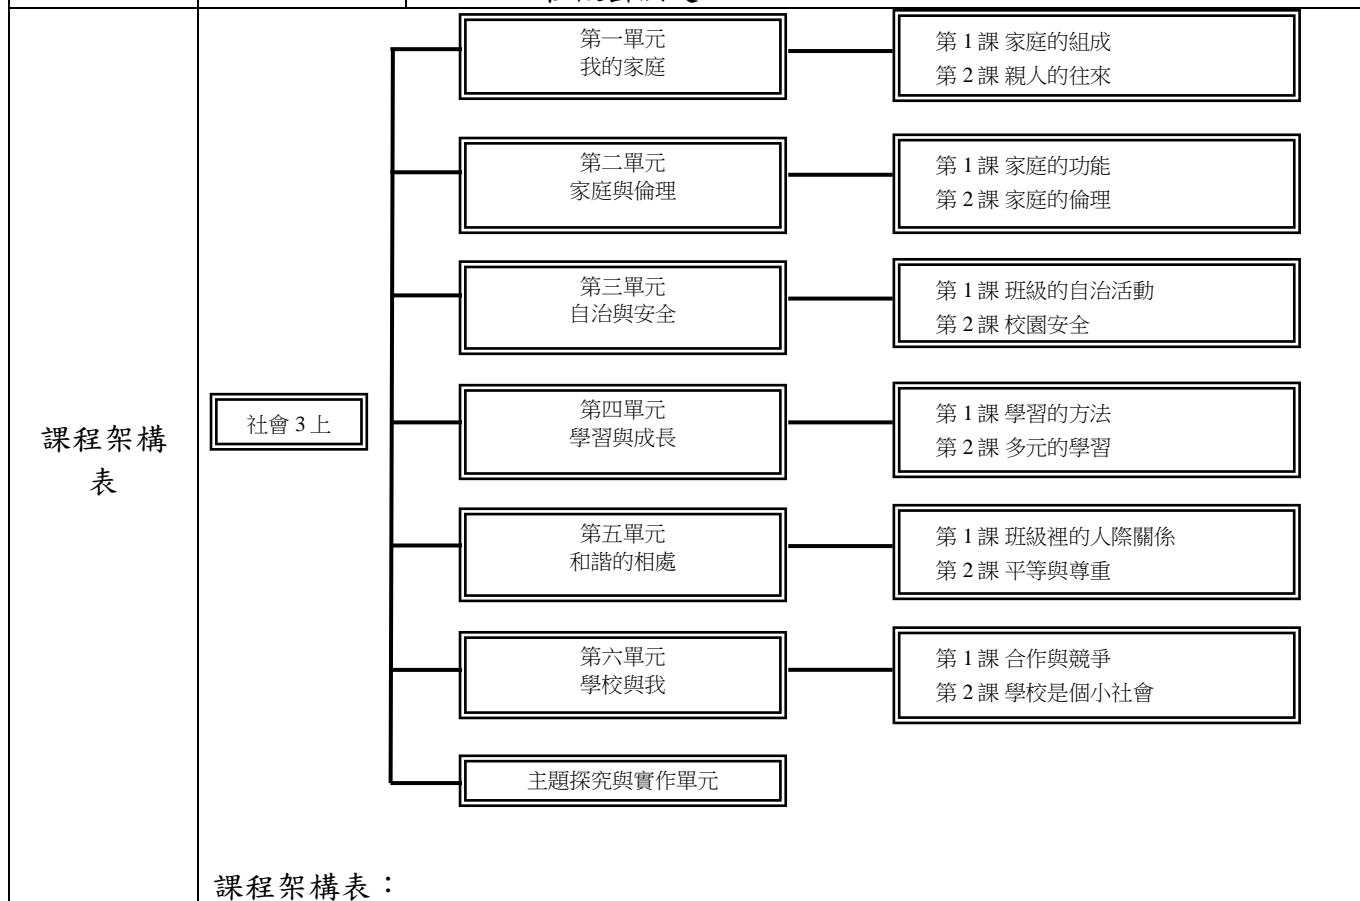 課程架構
表
社會 3 上
第一單元
我的家庭
第 1 課 家庭的組成
第 2 課 親人的往來
第二單元
家庭與倫理
第 1 課 家庭的功能
第 2 課 家庭的倫理
第三單元
自治與安全
第 1 課 班級的自治活動
第 2 課 校園安全
第四單元
學習與成長
第 1 課 學習的方法
第 2 課 多元的學習
第五單元
和諧的相處
第 1 課 班級裡的人際關係
第 2 課 平等與尊重
第六單元
學校與我
第 1 課 合作與競爭
第 2 課 學校是個小社會
主題探究與實作單元
課程架構表：